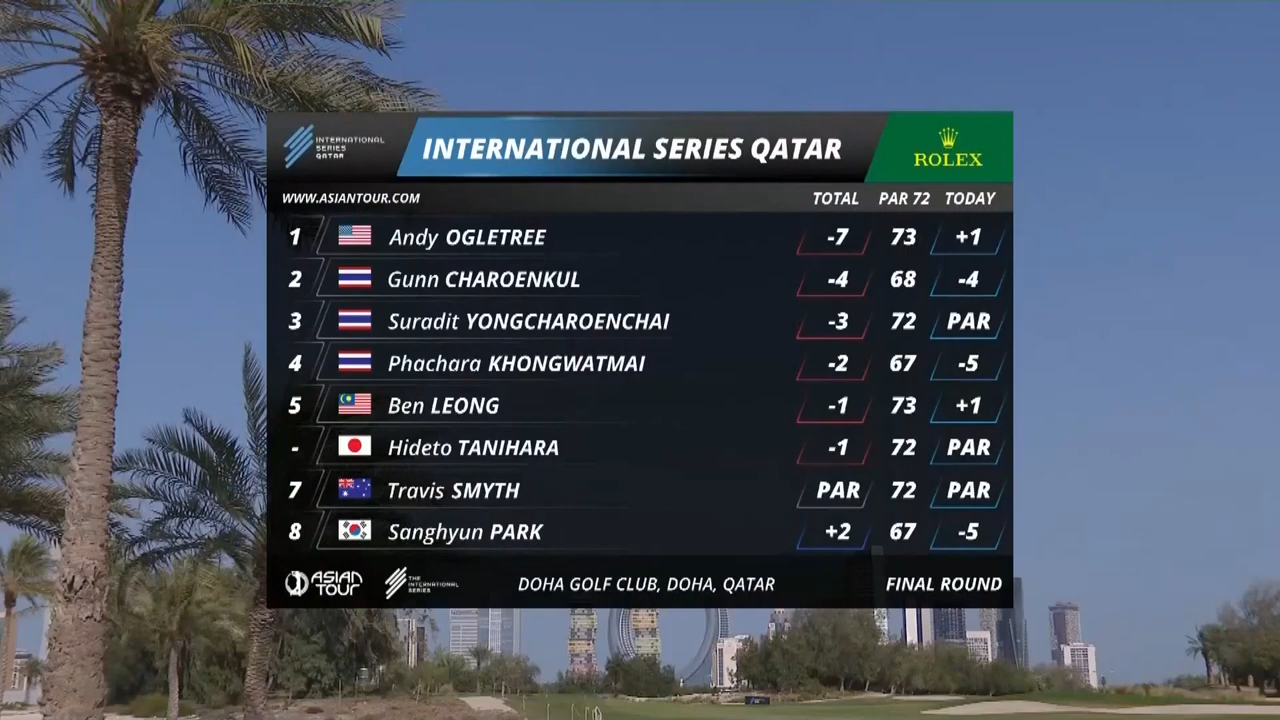 INTERNATIONAL SERIES QATAR
INTERNATIONAL SERIES QATAR
ROLEX
WWW.ASIANTOUR.COM TOTAL PAR 72 TODAY
1 Andy OGLETREE -7 73 +1
2 Gunn CHAROENKUL -4 68 -4
3 Suradit YONGCHAROENCHAI -3 72 PAR
4 Phachara KHONGWATMAI -2 67 -5
5 Ben LEONG -1 73 +1
- Hideto TANIHARA -1 72 PAR
7 Travis SMYTH PAR 72 PAR
8 Sanghyun PARK +2 67 -5
ASIAN TOUR THE INTERNATIONAL SERIES DOHA GOLF CLUB, DOHA, QATAR FINAL ROUND